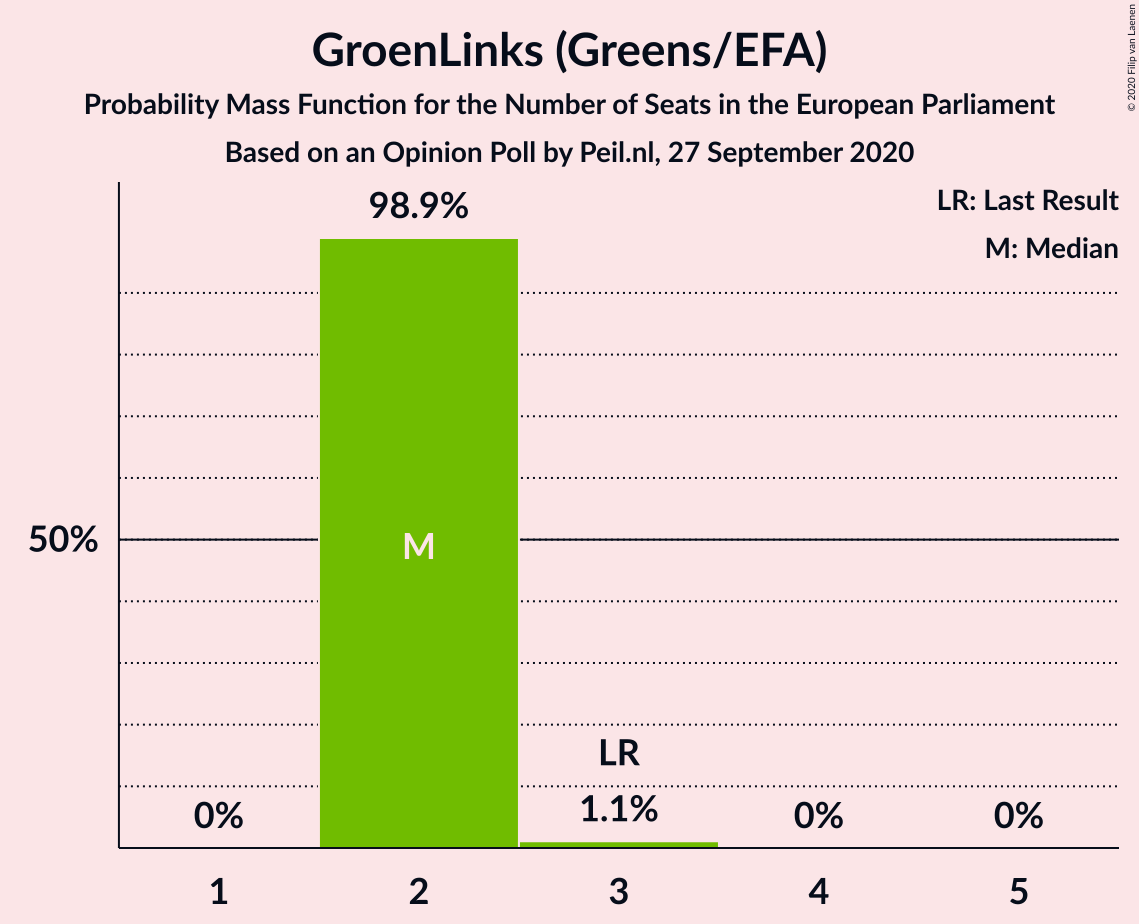 GroenLinks (Greens/EFA)
Probability Mass Function for the Number of Seats in the European Parliament
Based on an Opinion Poll by Peil.nl, 27 September 2020
© 2020 Filip van Laenen
LR: Last Result
M: Median
98.9%
50%
M
LR
0%
1.1%
0%
0%
1
2
3
4
5